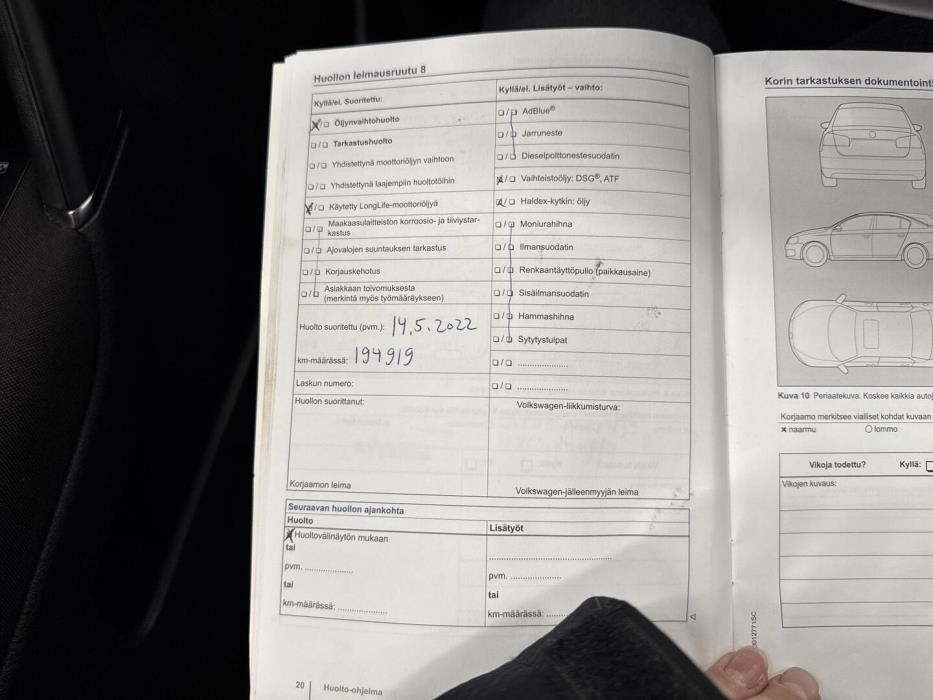 Huollon leimausruutu 8
Kyllä/ei. Suoritettu:
Öljynvaihtohuolto
Tarkastushuolto
Yhdistettynä moottoriöljyn vaihtoon
Yhdistettynä laajempiin huoltotöihin
Käytetty LongLife-moottoriöljyä
Maakaasulaitteiston korroosio- ja tiiviystar-
kastus
Ajovalojen suuntauksen tarkastus
Korjauskehotus
Asiakkaan toivomuksesta
(merkintä myös työmääräykseen)
Huolto suoritettu (pvm.): 14.5.2022
km-määrässä: 194919
Laskun numero:
Huollon suorittanut:
Korjaamon leima
Kyllä/ei. Lisätyöt – vaihto:
AdBlue®
Jarruneste
Dieselpolttonestesuodatin
Vaihteistoöljy: DSG®, ATF
Haldex-kytkin: öljy
Moniurahihna
Ilmansuodatin
Renkaantäyttöpullo (paikkausaine)
Sisäilmansuodatin
Hammashihna
Sytytystulpat
Volkswagen-liikkumisturva:
Volkswagen-jälleenmyyjän leima
Seuraavan huollon ajankohta
Huolto
Huoltovälinäytön mukaan
tai
pvm. ....................
tai
km-määrässä: ....................
Lisätyöt
pvm. ....................
tai
km-määrässä: ......
20 | Huolto-ohjelma
Korin tarkastuksen dokumentointi
Kuva 10 Periaatekuva. Koskee kaikkia autoj
Korjaamo merkitsee vialliset kohdat kuvaan
x naarmu
O lommo
Vikoja todettu? Kyllä:
Vikojen kuvaus: